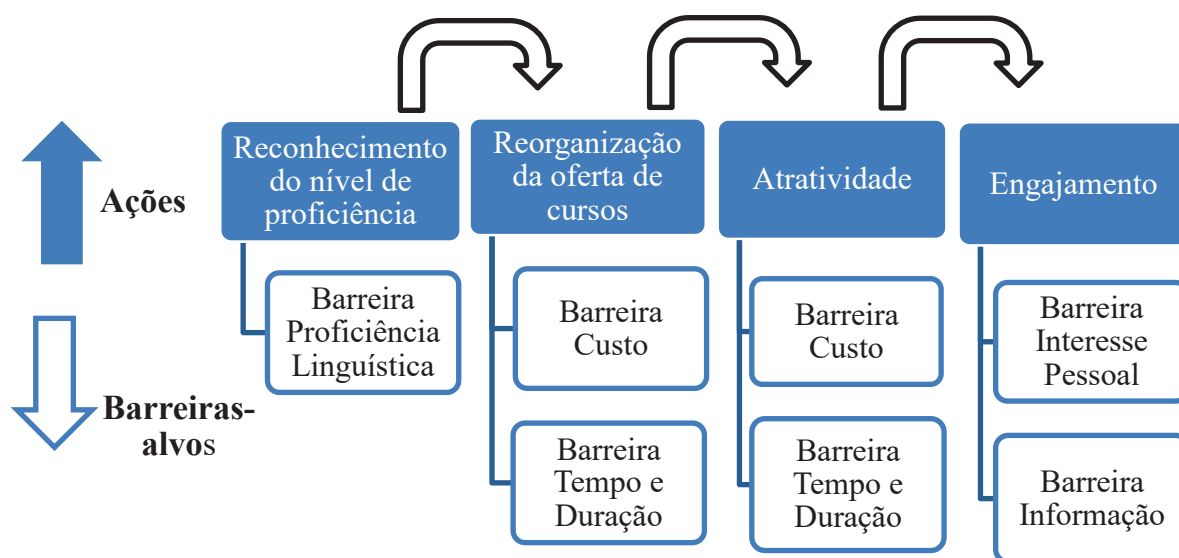 Ações
Barreiras-
alvos
Reconhecimento
do nível de
proficiência
Barreira
Proficiência
Linguística
Reorganização
da oferta de
cursos
Barreira
Custo
Barreira
Tempo e
Duração
Atratividade
Barreira
Custo
Barreira
Tempo e
Duração
Engajamento
Barreira
Interesse
Pessoal
Barreira
Informação